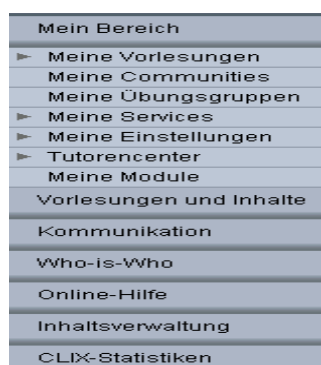 Mein Bereich
Meine Vorlesungen
Meine Communities
Meine Übungsgruppen
Meine Services
Meine Einstellungen
Tutorencenter
Meine Module
Vorlesungen und Inhalte
Kommunikation
Who-is-Who
Online-Hilfe
Inhaltsverwaltung
CLIX-Statistiken